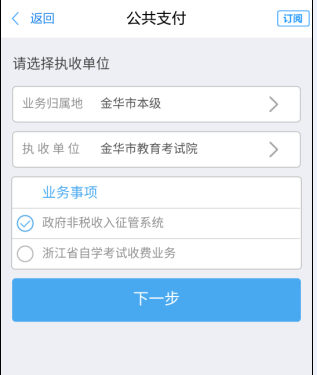 返回 公共支付 订阅
请选择执收单位
业务归属地 金华市本级
执收单位 金华市教育考试院
业务事项
政府非税收入征管系统
浙江省自学考试收费业务
下一步